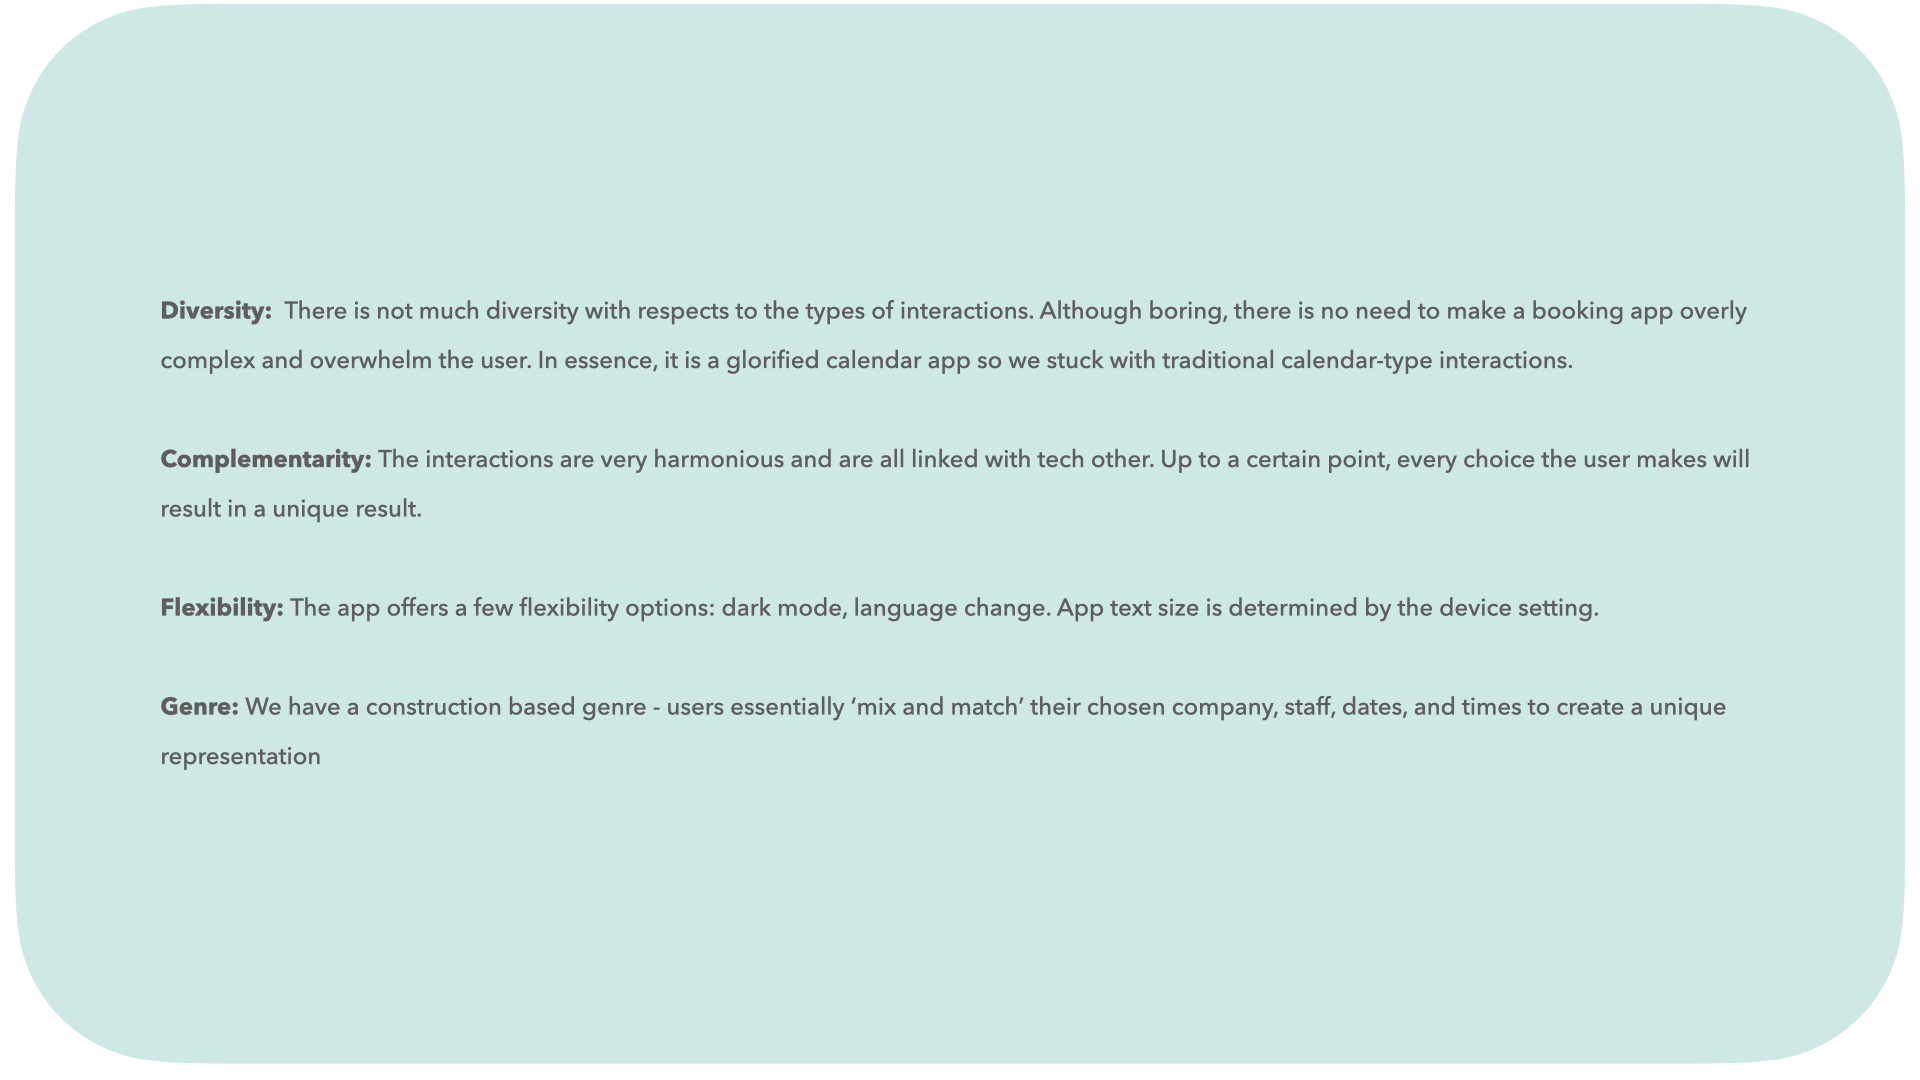 Diversity:  There is not much diversity with respects to the types of interactions. Although boring, there is no need to make a booking app overly
complex and overwhelm the user. In essence, it is a glorified calendar app so we stuck with traditional calendar-type interactions.
Complementarity: The interactions are very harmonious and are all linked with tech other. Up to a certain point, every choice the user makes will
result in a unique result.
Flexibility: The app offers a few flexibility options: dark mode, language change. App text size is determined by the device setting.
Genre: We have a construction based genre - users essentially ‘mix and match’ their chosen company, staff, dates, and times to create a unique
representation